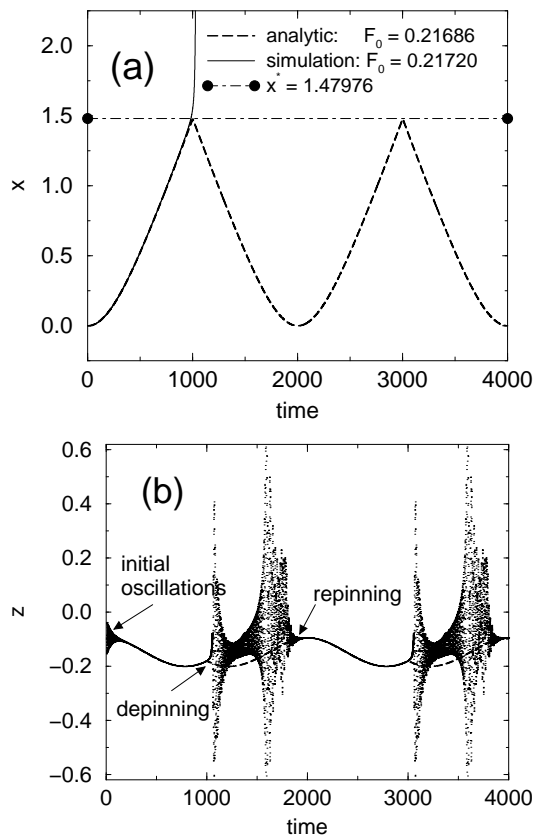 2.0
1.5
1.0
0.5
0.0
x
(a)
analytic: F0 = 0.21686
simulation: F0 = 0.21720
x* = 1.47976
0 1000 2000 3000 4000
time
0.6
0.4
0.2
0.0
−0.2
−0.4
−0.6
z
(b)
initial
oscillations
repinning
depinning
0 1000 2000 3000 4000
time